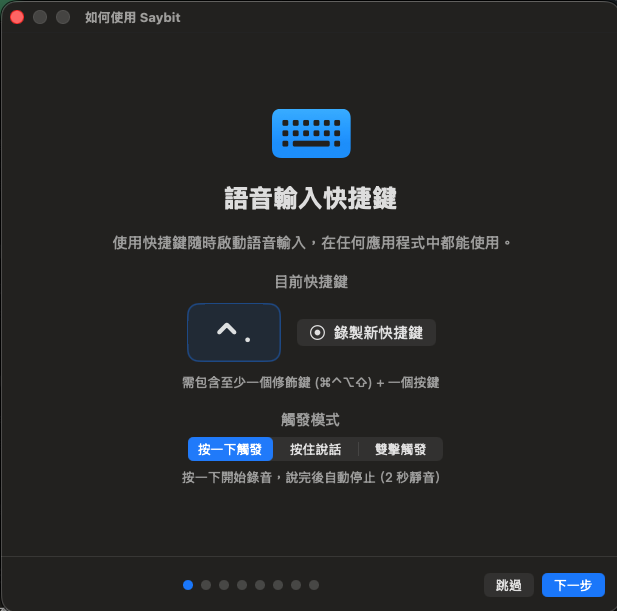 如何使用 Saybit
語音輸入快捷鍵
使用快捷鍵隨時啟動語音輸入，在任何應用程式中都能使用。
目前快捷鍵
^ .
錄製新快捷鍵
需包含至少一個修飾鍵 (⌘^⌥⇧) + 一個按鍵
觸發模式
按一下觸發 按住說話 雙擊觸發
按一下開始錄音，說完後自動停止 (2 秒靜音)
跳過 下一步